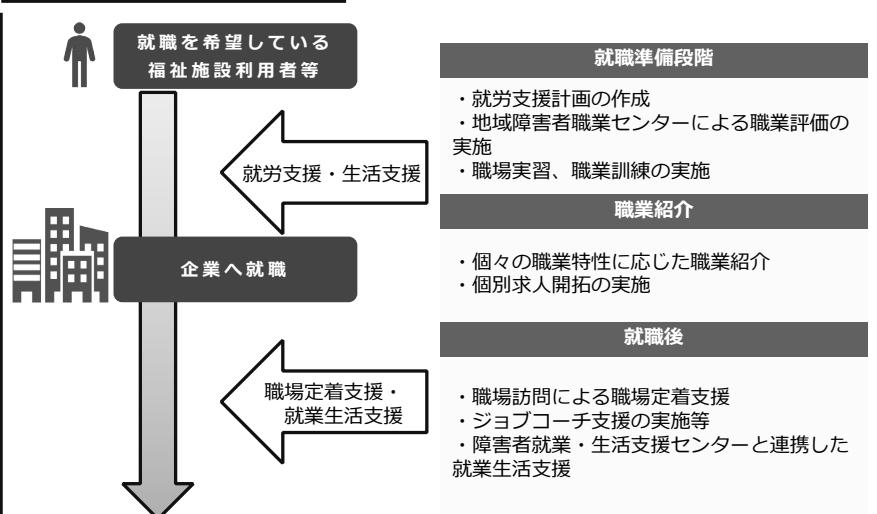 就職を希望している
福祉施設利用者等
就労支援・生活支援
企業へ就職
職場定着支援・
就業生活支援
就職準備段階
・就労支援計画の作成
・地域障害者職業センターによる職業評価の
実施
・職場実習、職業訓練の実施
職業紹介
・個々の職業特性に応じた職業紹介
・個別求人開拓の実施
就職後
・職場訪問による職場定着支援
・ジョブコーチ支援の実施等
・障害者就業・生活支援センターと連携した
就業生活支援